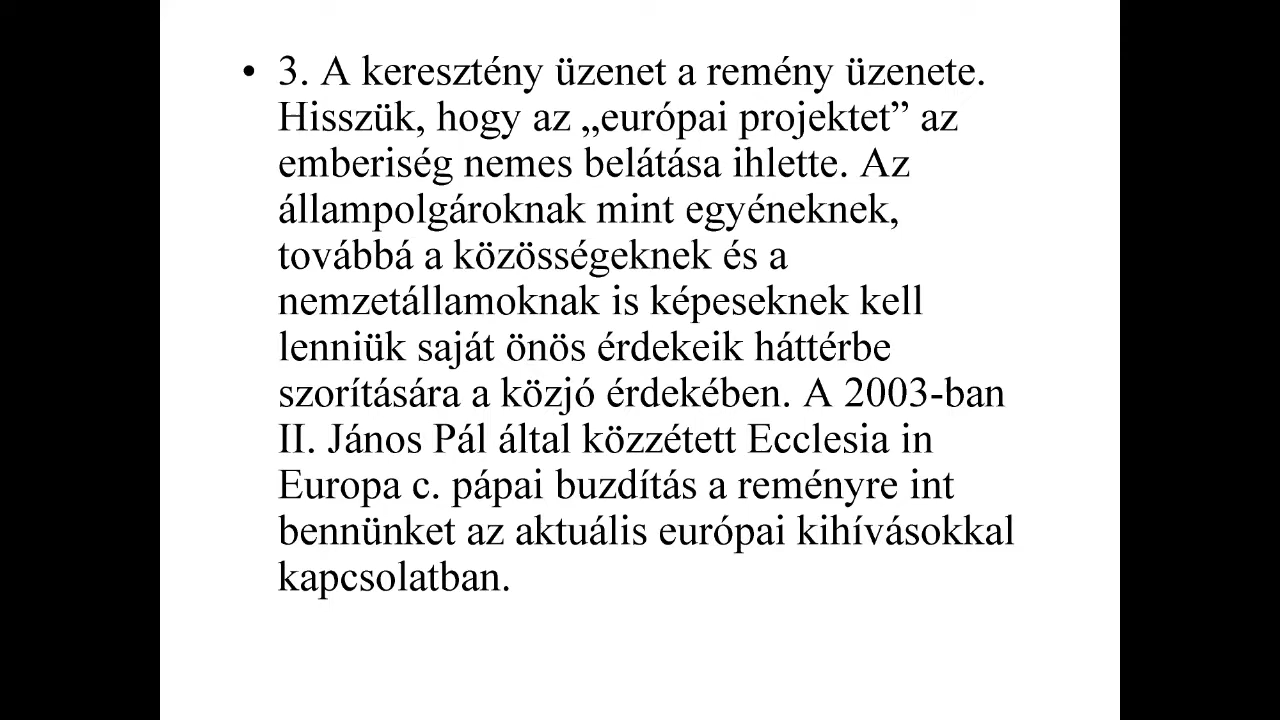 • 3. A keresztény üzenet a remény üzenete.
Hisszük, hogy az „európai projektet” az
emberiség nemes belátása ihlette. Az
állampolgároknak mint egyéneknek,
továbbá a közösségeknek és a
nemzetállamoknak is képeseknek kell
lenniük saját önös érdekeik háttérbe
szorítására a közjó érdekében. A 2003-ban
II. János Pál által közzétett Ecclesia in
Europa c. pápai buzdítás a reményre int
bennünket az aktuális európai kihívásokkal
kapcsolatban.